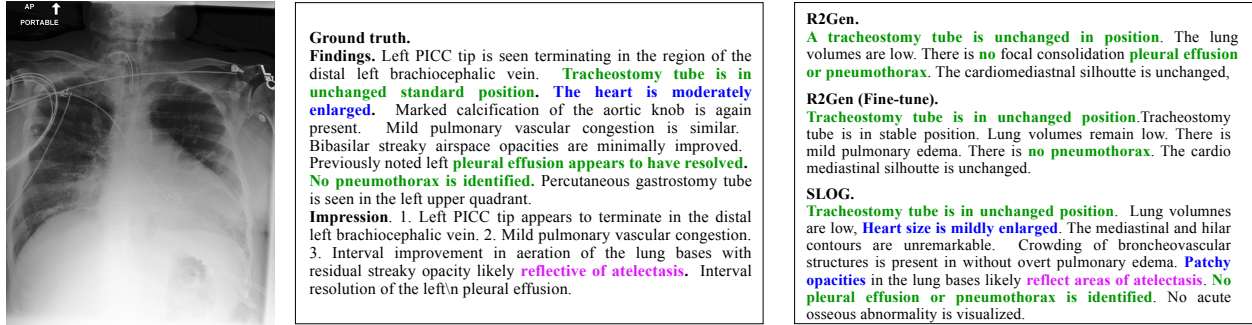 AP
PORTABLE
Ground truth.
Findings. Left PICC tip is seen terminating in the region of the
distal left brachiocephalic vein. Tracheostomy tube is in
unchanged standard position. The heart is moderately
enlarged. Marked calcification of the aortic knob is again
present. Mild pulmonary vascular congestion is similar.
Bibasilar streaky airspace opacities are minimally improved.
Previously noted left pleural effusion appears to have resolved.
No pneumothorax is identified. Percutaneous gastrostomy tube
is seen in the left upper quadrant.
Impression. 1. Left PICC tip appears to terminate in the distal
left brachiocephalic vein. 2. Mild pulmonary vascular congestion.
3. Interval improvement in aeration of the lung bases with
residual streaky opacity likely reflective of atelectasis. Interval
resolution of the left\n pleural effusion.
R2Gen.
A tracheostomy tube is unchanged in position. The lung
volumes are low. There is no focal consolidation pleural effusion
or pneumothorax. The cardiomediastnal silhoutte is unchanged,
R2Gen (Fine-tune).
Tracheostomy tube is in unchanged position.Tracheostomy
tube is in stable position. Lung volumes remain low. There is
mild pulmonary edema. There is no pneumothorax. The cardio
mediastinal silhoutte is unchanged.
SLOG.
Tracheostomy tube is in unchanged position. Lung volumnes
are low, Heart size is mildly enlarged. The mediastinal and hilar
contours are unremarkable. Crowding of broncheovascular
structures is present in without overt pulmonary edema. Patchy
opacities in the lung bases likely reflect areas of atelectasis. No
pleural effusion or pneumothorax is identified. No acute
osseous abnormality is visualized.